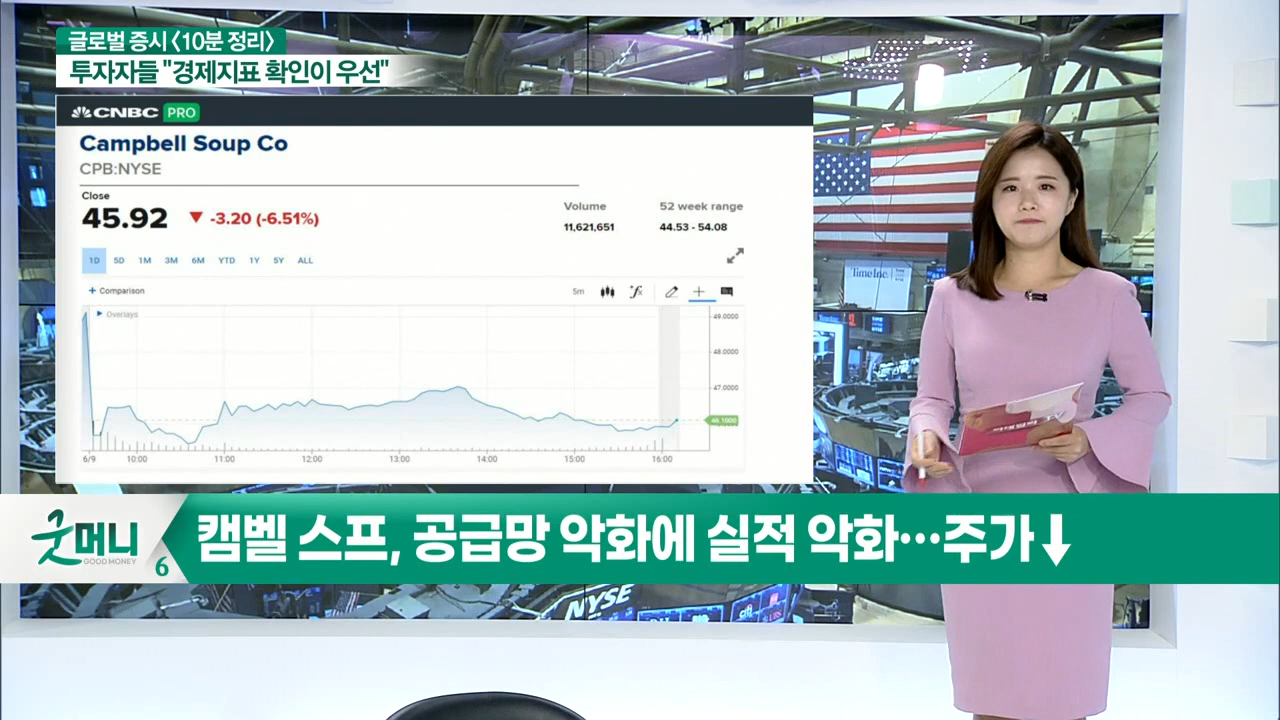 글로벌 증시 〈10분 정리〉
투자자들 "경제지표 확인이 우선"
CNBC PRO
Campbell Soup Co
CPB:NYSE
Close
45.92 ▼ -3.20 (-6.51%)
Volume
11,621,651
52 week range
44.53 - 54.08
1D 5D 1M 3M 6M YTD 1Y 5Y ALL
+ Comparison
5m
Overlays
49.0000
48.0000
47.0000
46.1600
6/9 10:00 11:00 12:00 13:00 14:00 15:00 16:00
Time Inc.
굿머니
GOOD MONEY
6
캠벨 스프, 공급망 악화에 실적 악화…주가↓
NYSE
citi